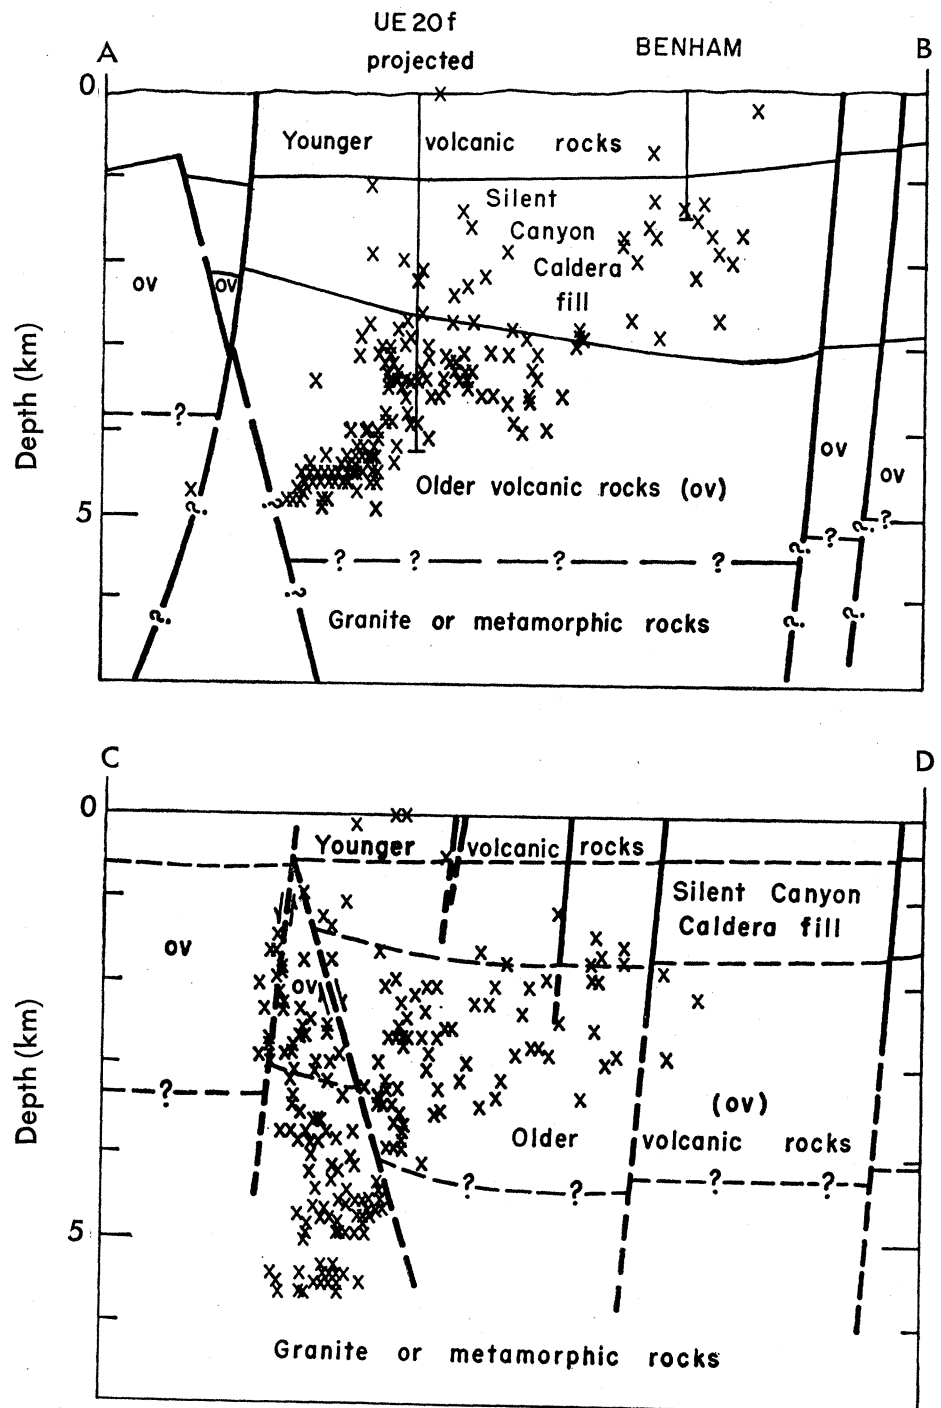 UE 20 f
projected
BENHAM
A
B
0
Younger volcanic rocks
Silent
Canyon
Caldera
fill
ov
ov
Depth (km)
?
ov
ov
Older volcanic rocks (ov)
5
?
?
?
?
?
?
?
?
?
?
?
Granite or metamorphic rocks
?
?
?
?
C
D
0
Younger volcanic rocks
Silent Canyon
Caldera fill
ov
ov
Depth (km)
?
(ov)
Older volcanic rocks
?
?
?
?
5
Granite or metamorphic rocks